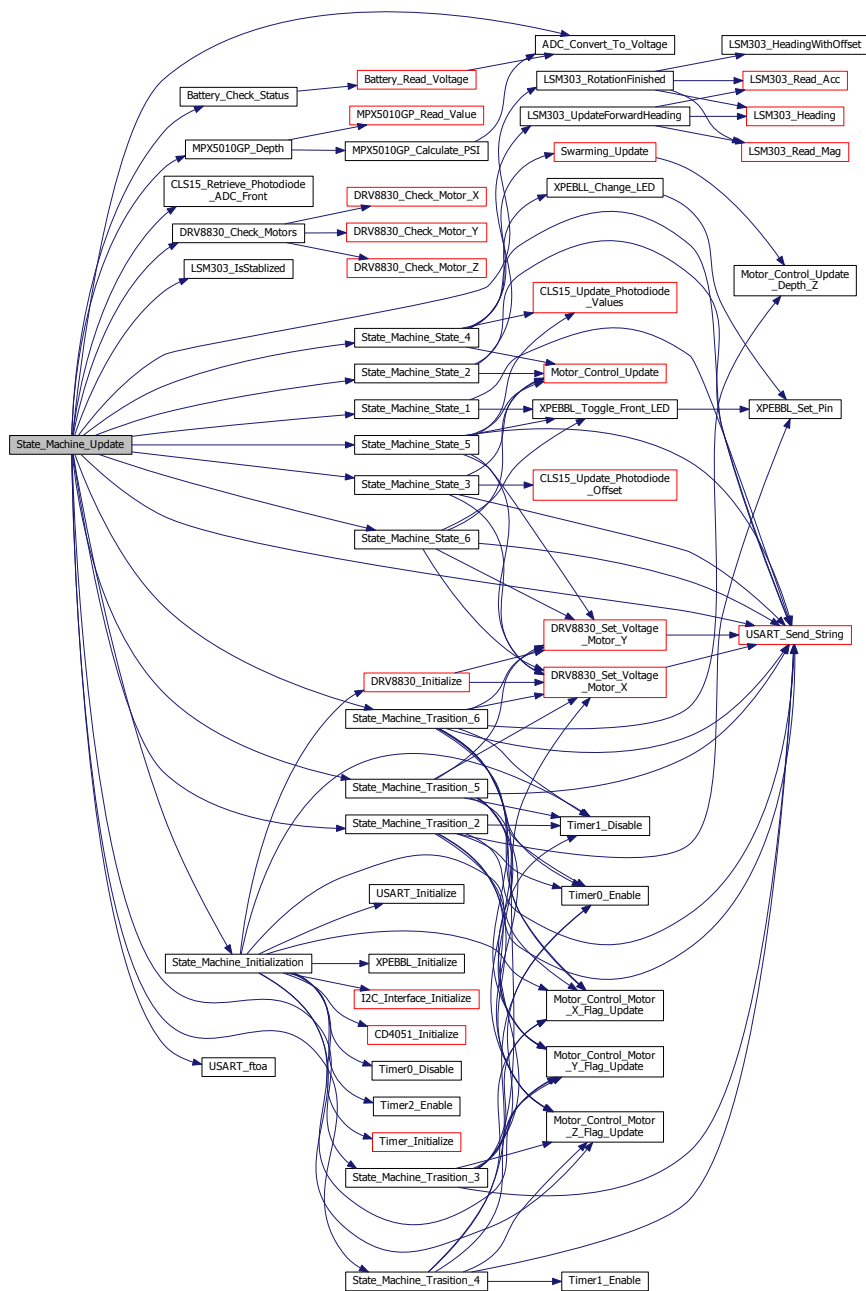 ADC_Convert_To_Voltage
LSM303_HeadingWithOffset
Battery_Read_Voltage
LSM303_RotationFinished
LSM303_Read_Acc
Battery_Check_Status
MPX5010GP_Read_Value
LSM303_UpdateForwardHeading
LSM303_Heading
MPX5010GP_Depth
MPX5010GP_Calculate_PSI
Swarming_Update
LSM303_Read_Mag
CLS15_Retrieve_Photodiode
_ADC_Front
DRV8830_Check_Motor_X
XPEBLL_Change_LED
DRV8830_Check_Motors
DRV8830_Check_Motor_Y
LSM303_IsStablized
DRV8830_Check_Motor_Z
Motor_Control_Update
_Depth_Z
CLS15_Update_Photodiode
_Values
State_Machine_State_4
State_Machine_State_2
Motor_Control_Update
State_Machine_State_1
XPEBBL_Toggle_Front_LED
XPEBBL_Set_Pin
State_Machine_Update
State_Machine_State_5
State_Machine_State_3
CLS15_Update_Photodiode
_Offset
State_Machine_State_6
DRV8830_Set_Voltage
_Motor_Y
USART_Send_String
DRV8830_Initialize
DRV8830_Set_Voltage
_Motor_X
State_Machine_Trasition_6
State_Machine_Trasition_5
State_Machine_Trasition_2
Timer1_Disable
USART_Initialize
Timer0_Enable
State_Machine_Initialization
XPEBBL_Initialize
I2C_Interface_Initialize
Motor_Control_Motor
_X_Flag_Update
CD4051_Initialize
USART_ftoa
Timer0_Disable
Motor_Control_Motor
_Y_Flag_Update
Timer2_Enable
Timer_Initialize
Motor_Control_Motor
_Z_Flag_Update
State_Machine_Trasition_3
State_Machine_Trasition_4
Timer1_Enable